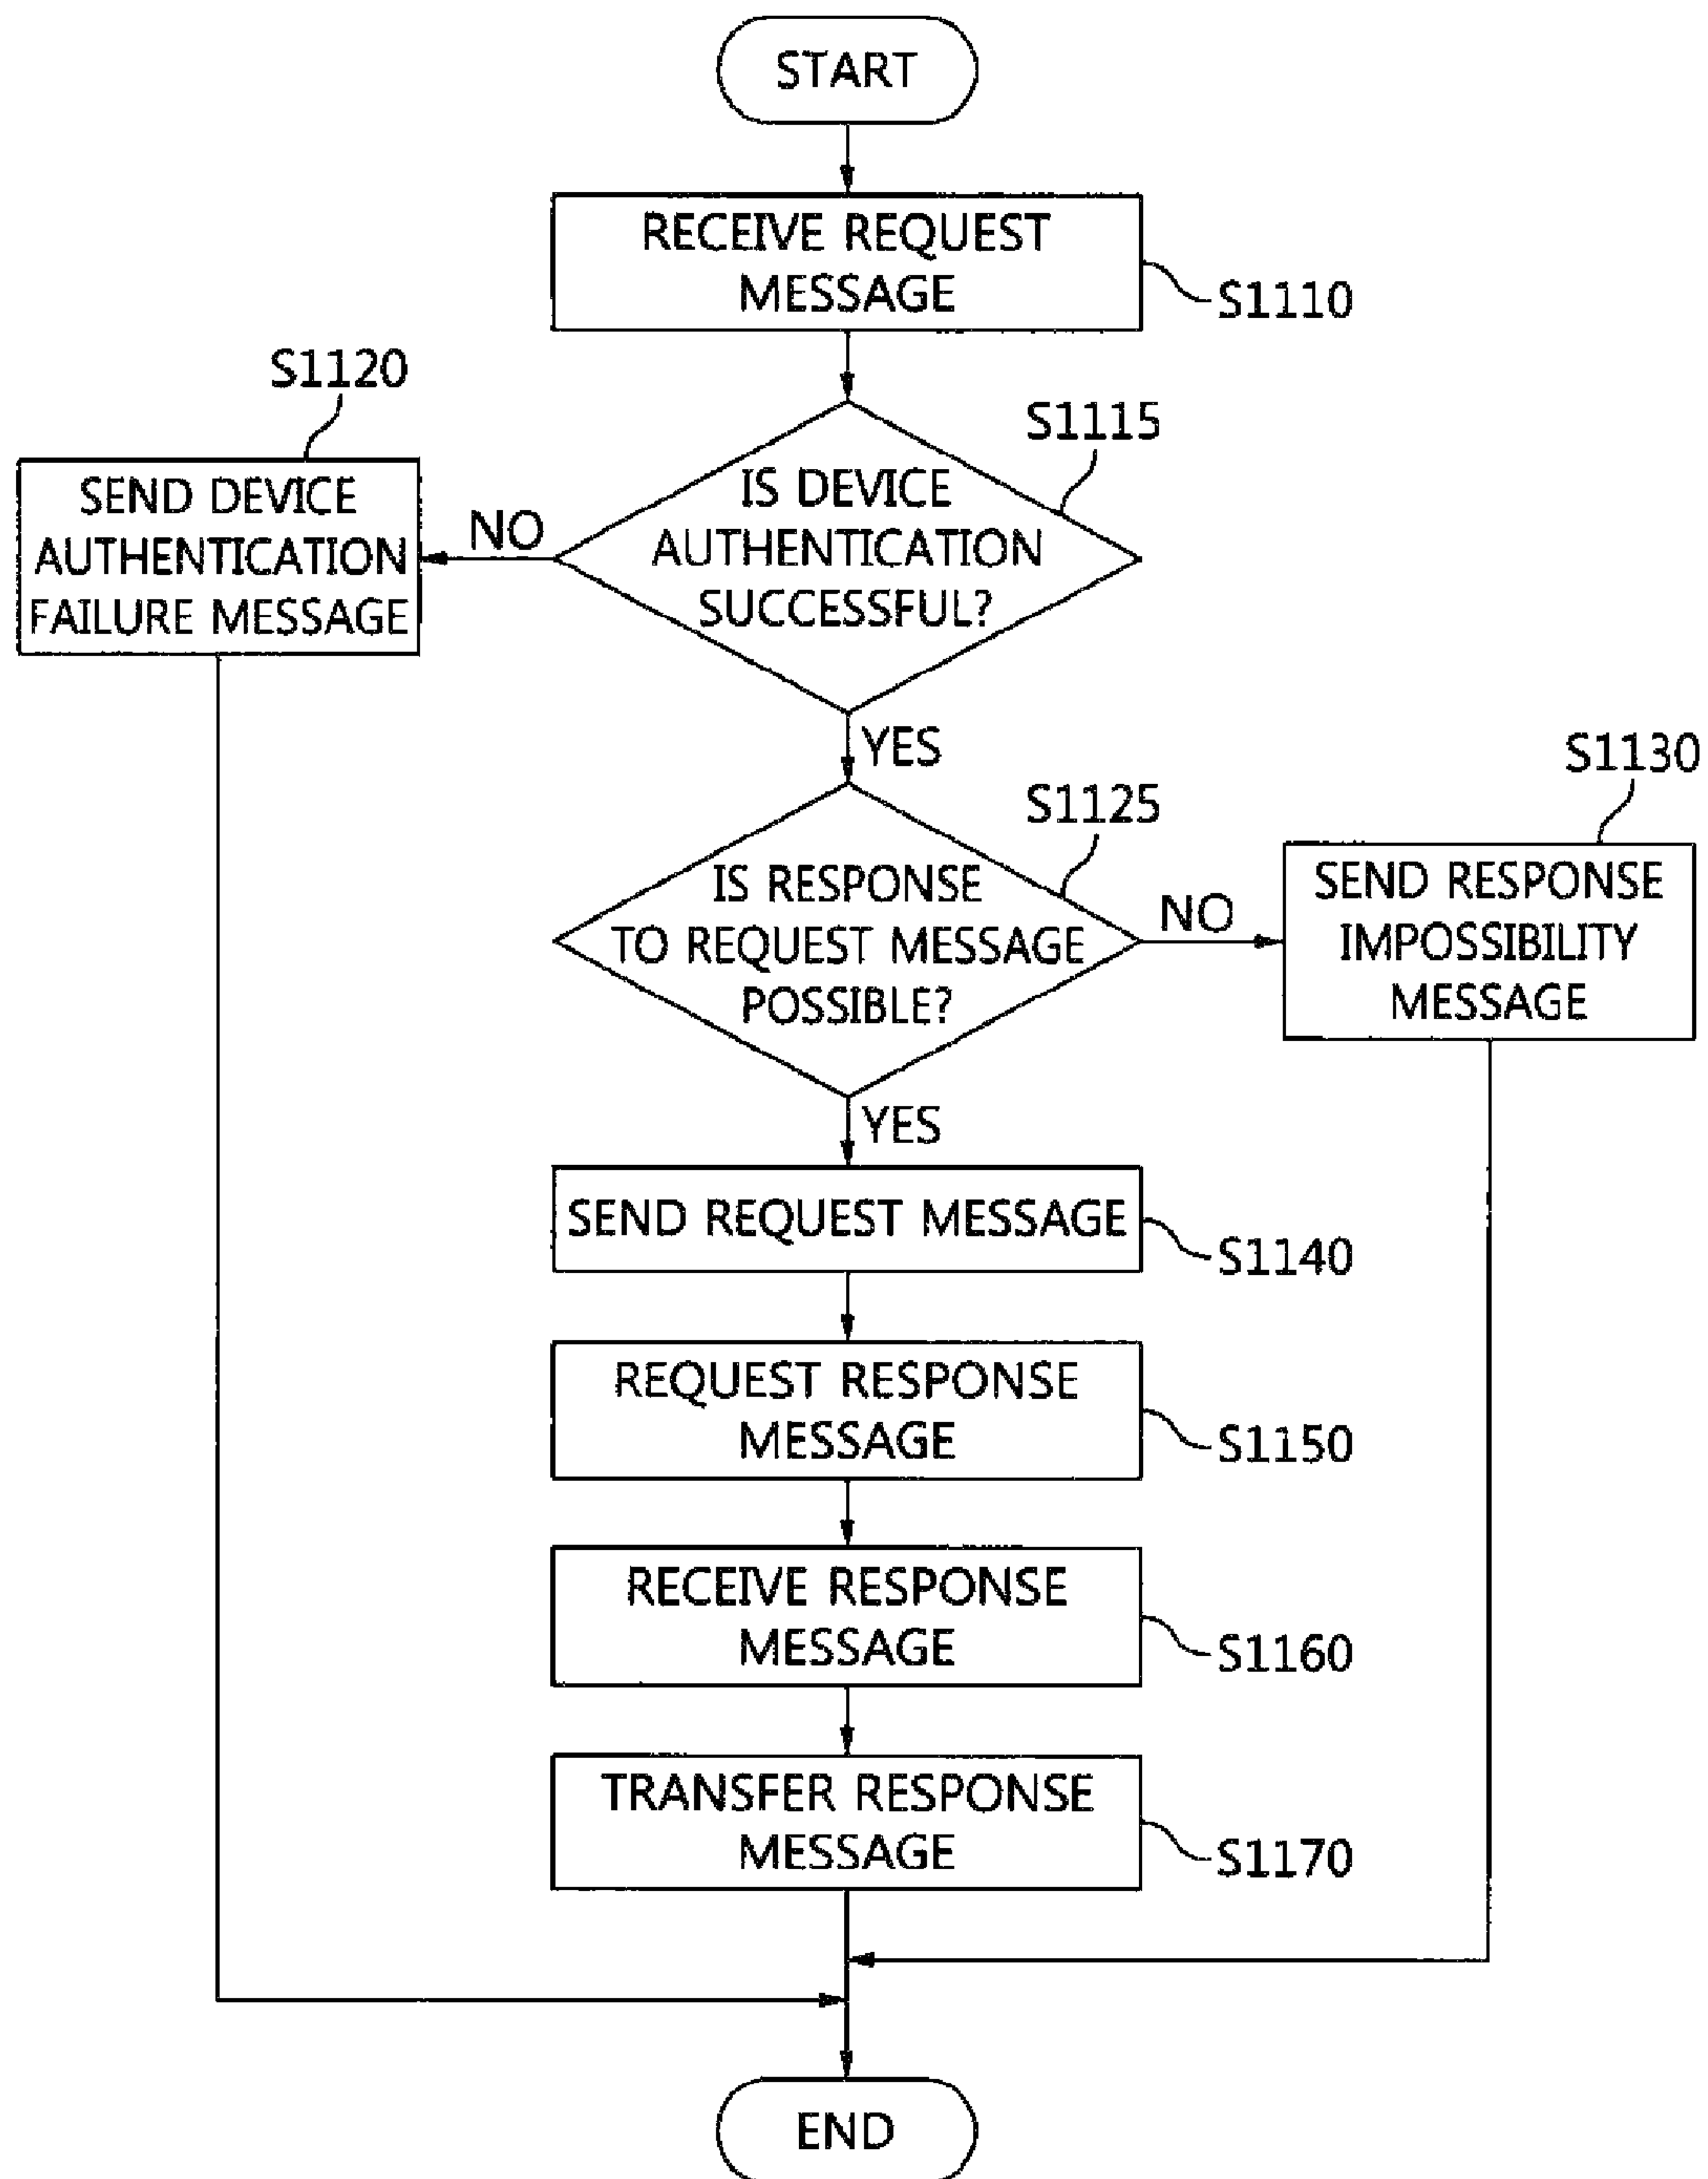 START
RECEIVE REQUEST
MESSAGE
S1110
S1120
S1115
SEND DEVICE
AUTHENTICATION
FAILURE MESSAGE
NO
IS DEVICE
AUTHENTICATION
SUCCESSFUL?
YES
S1130
S1125
IS RESPONSE
TO REQUEST MESSAGE
POSSIBLE?
NO
SEND RESPONSE
IMPOSSIBILITY
MESSAGE
YES
SEND REQUEST MESSAGE
S1140
REQUEST RESPONSE
MESSAGE
S1150
RECEIVE RESPONSE
MESSAGE
S1160
TRANSFER RESPONSE
MESSAGE
S1170
END